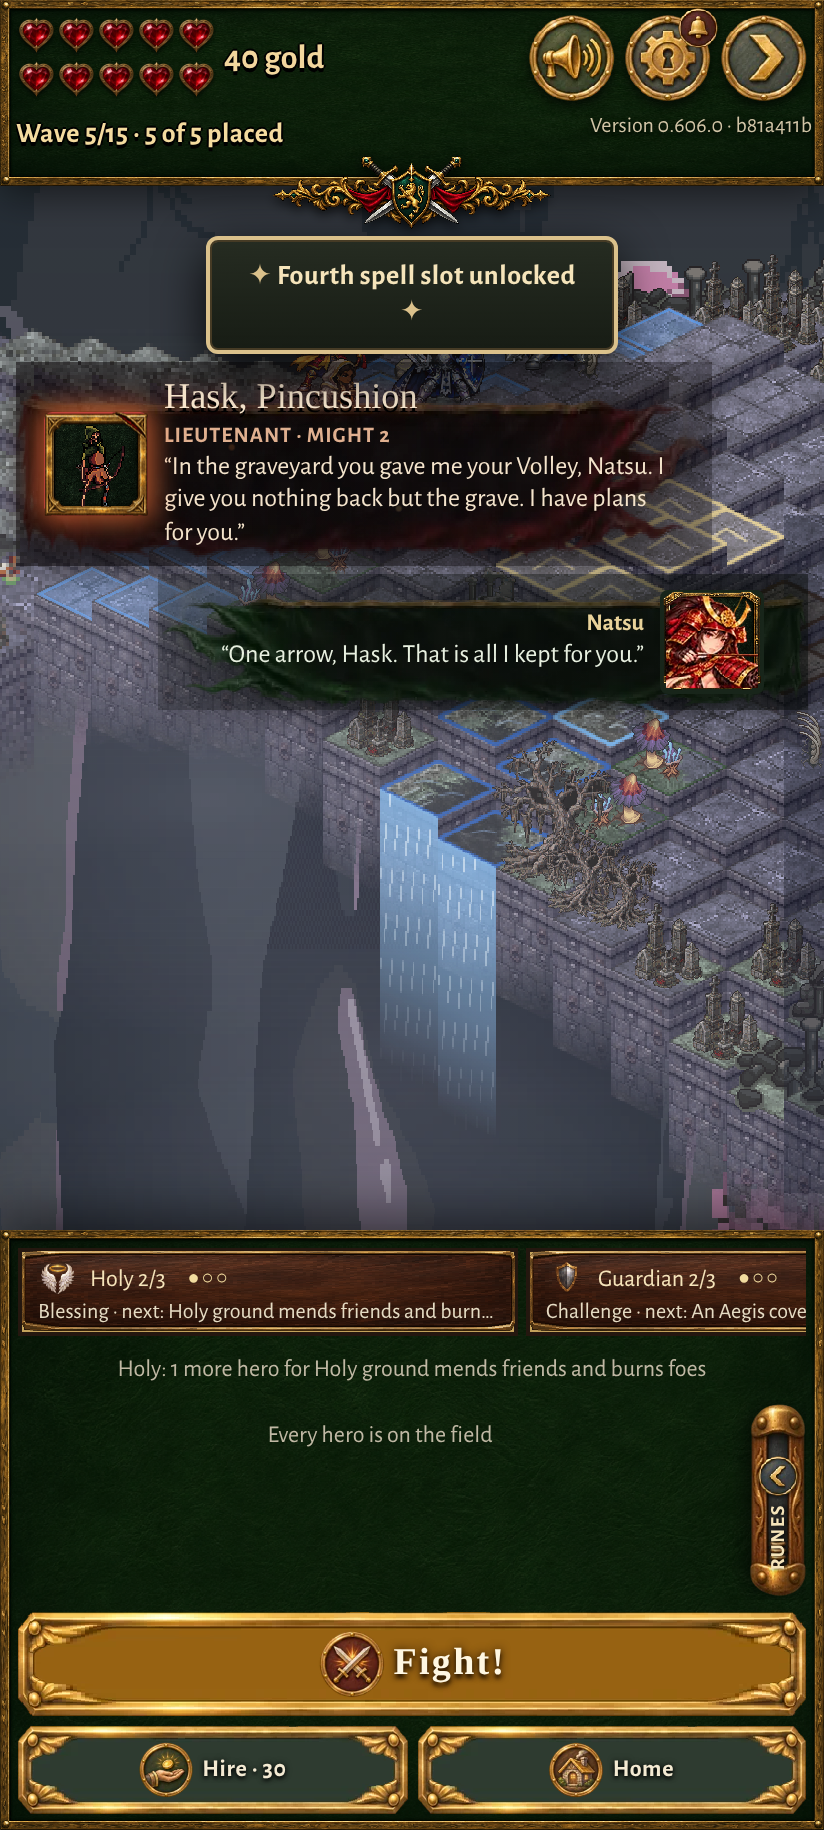 40 gold
Wave 5/15 · 5 of 5 placed
Version 0.606.0 · b81a411b
✦ Fourth spell slot unlocked ✦
Hask, Pincushion
LIEUTENANT · MIGHT 2
“In the graveyard you gave me your Volley, Natsu. I
give you nothing back but the grave. I have plans
for you.”
Natsu
“One arrow, Hask. That is all I kept for you.”
Holy 2/3
Blessing · next: Holy ground mends friends and burn...
Guardian 2/3
Challenge · next: An Aegis cove
Holy: 1 more hero for Holy ground mends friends and burns foes
Every hero is on the field
RUNES
Fight!
Hire · 30
Home